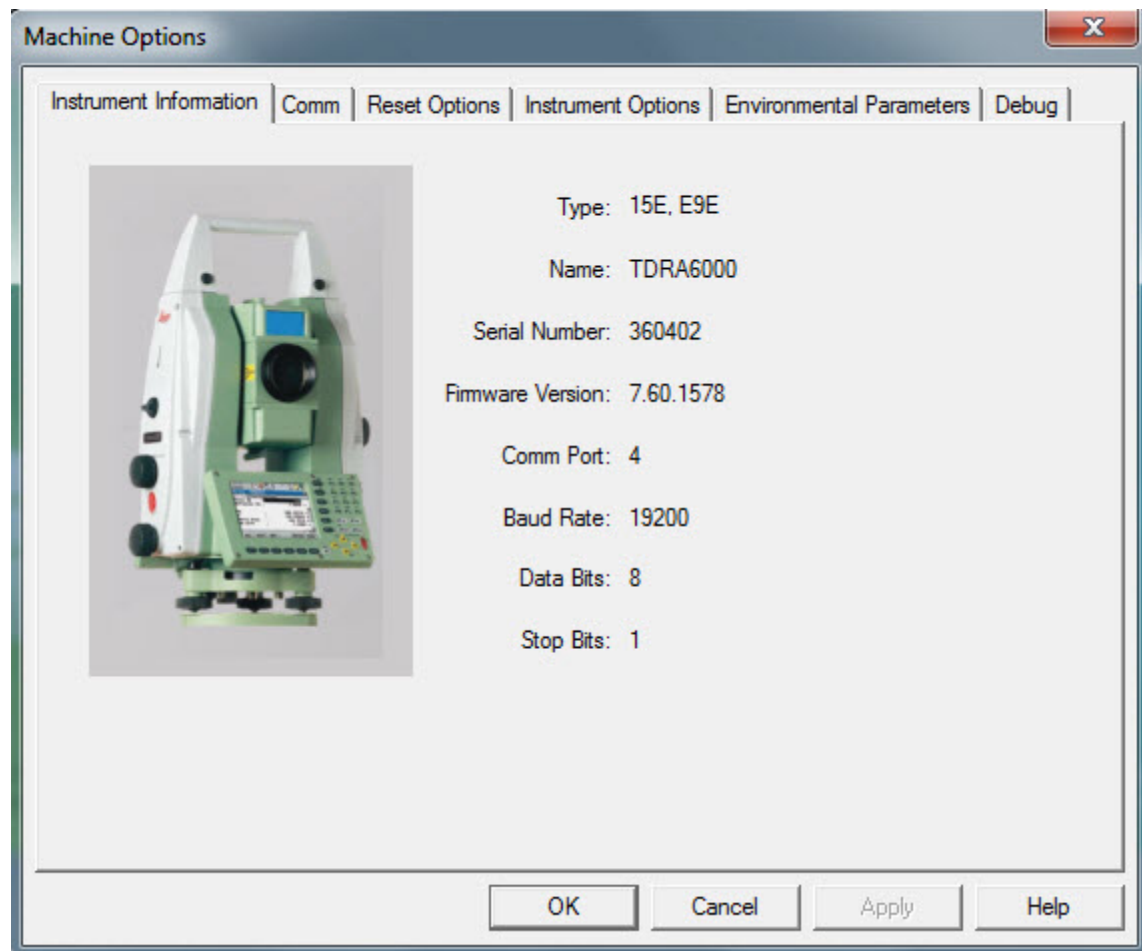 Machine Options
Instrument Information Comm Reset Options Instrument Options Environmental Parameters Debug
Type: 15E, E9E
Name: TDRA6000
Serial Number: 360402
Firmware Version: 7.60.1578
Comm Port: 4
Baud Rate: 19200
Data Bits: 8
Stop Bits: 1
OK Cancel Apply Help